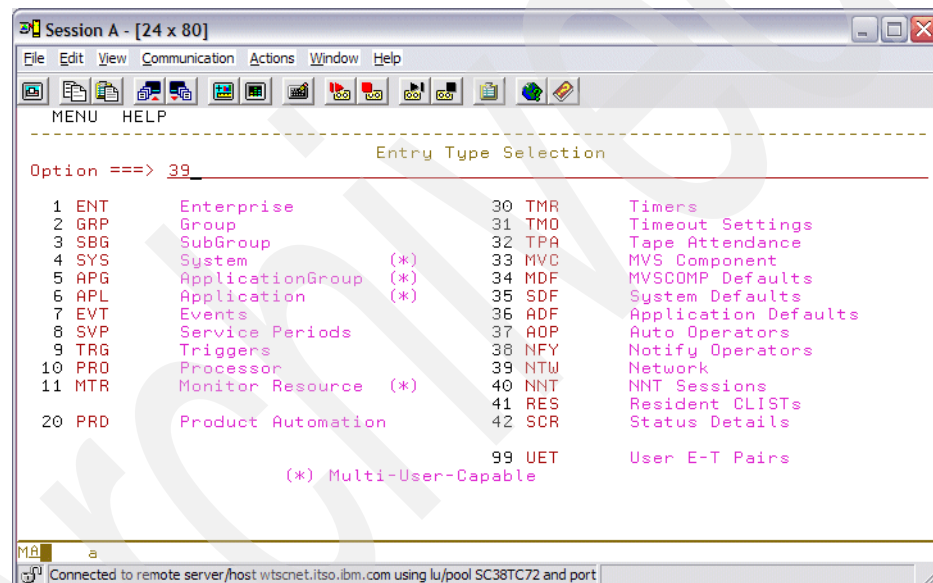 Session A - [24 x 80]
File Edit View Communication Actions Window Help
MENU HELP
Entry Type Selection
Option ===> 39
1 ENT Enterprise 30 TMR Timers
2 GRP Group 31 TMO Timeout Settings
3 SBG SubGroup 32 TPA Tape Attendance
4 SYS System (*) 33 MVC MVS Component
5 APG ApplicationGroup (*) 34 MDF MVSCOMP Defaults
6 APL Application (*) 35 SDF System Defaults
7 EVT Events 36 ADF Application Defaults
8 SVP Service Periods 37 AOP Auto Operators
9 TRG Triggers 38 NFY Notify Operators
10 PRO Processor 39 NTW Network
11 MTR Monitor Resource (*) 40 NNT NNT Sessions
41 RES Resident CLISTs
20 PRD Product Automation 42 SCR Status Details
99 UET User E-T Pairs
(*) Multi-User-Capable
MA a
Connected to remote server/host wtscnet.itso.ibm.com using lu/pool SC38TC72 and port